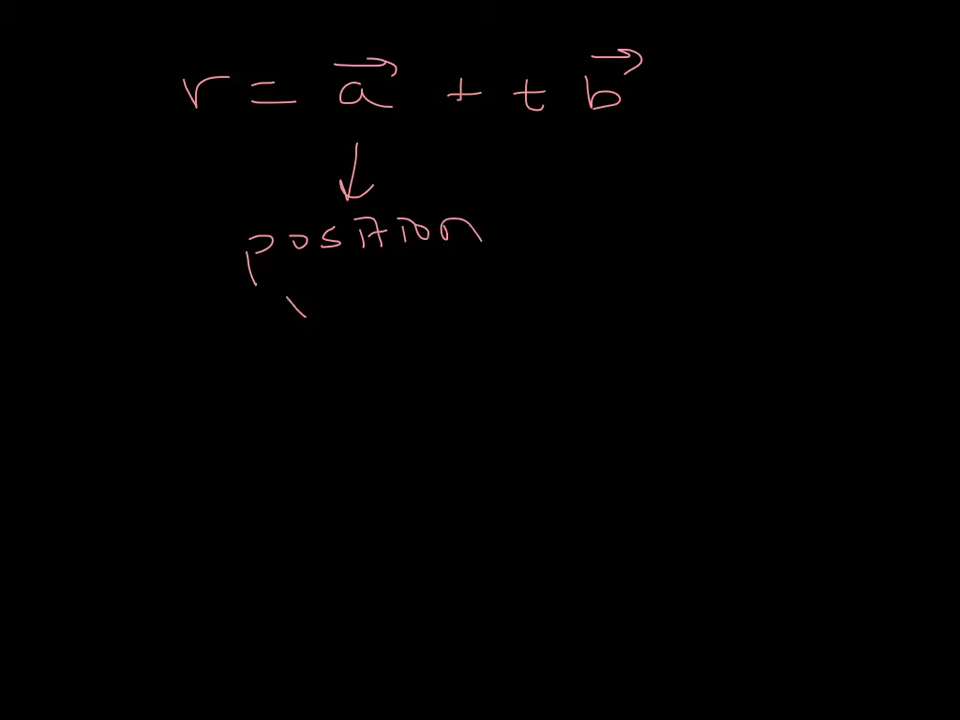 r = a⃗ + t b⃗
↓
position
\